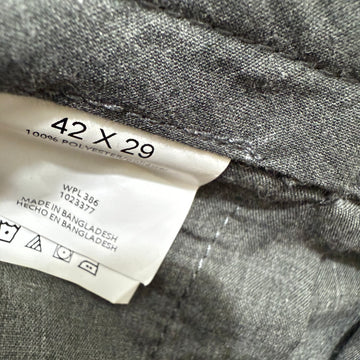 42 X 29
100% POLYESTER
WPL386
1023377
MADE IN BANGLADESH
HECHO EN BANGLADESH